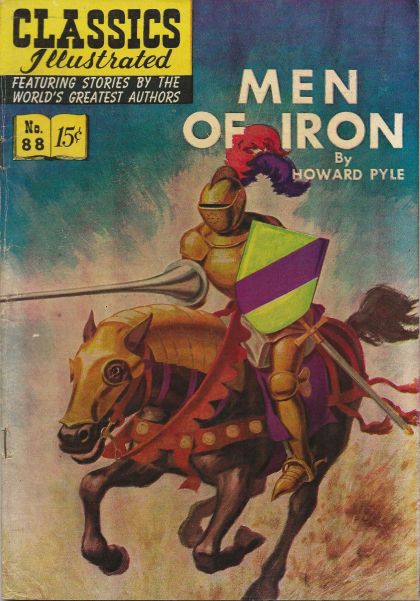 CLASSICS
Illustrated
FEATURING STORIES BY THE
WORLD'S GREATEST AUTHORS
No.
88
15¢
MEN
OF IRON
By
HOWARD PYLE